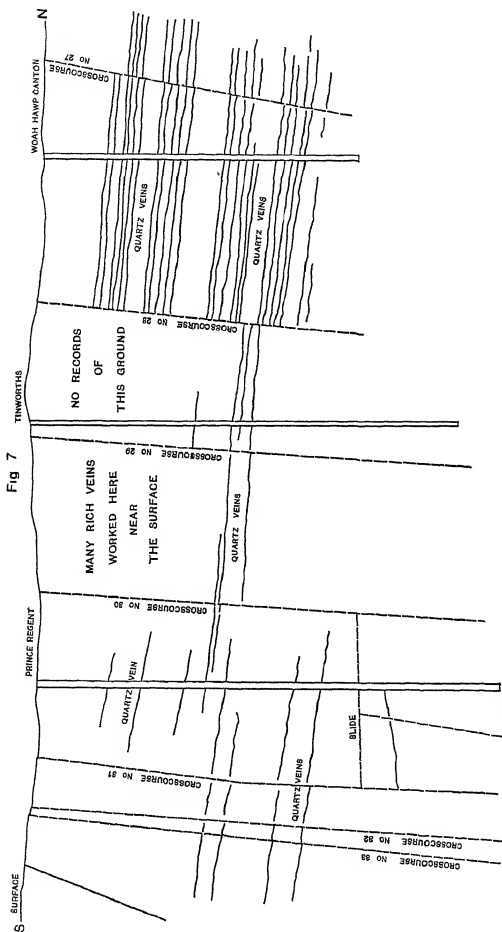 Fig 7
S
SURFACE
PRINCE REGENT
TINWORTHS
WOAH HAWP CANTON
N
CROSSCOURSE No 27
QUARTZ VEINS
QUARTZ VEINS
CROSSCOURSE No 28
NO RECORDS
OF
THIS GROUND
CROSSCOURSE No 29
MANY RICH VEINS
WORKED HERE
NEAR
THE SURFACE
QUARTZ VEINS
CROSSCOURSE No 30
QUARTZ VEIN
SLIDE
CROSSCOURSE No 31
QUARTZ VEINS
CROSSCOURSE No 32
CROSSCOURSE No 33